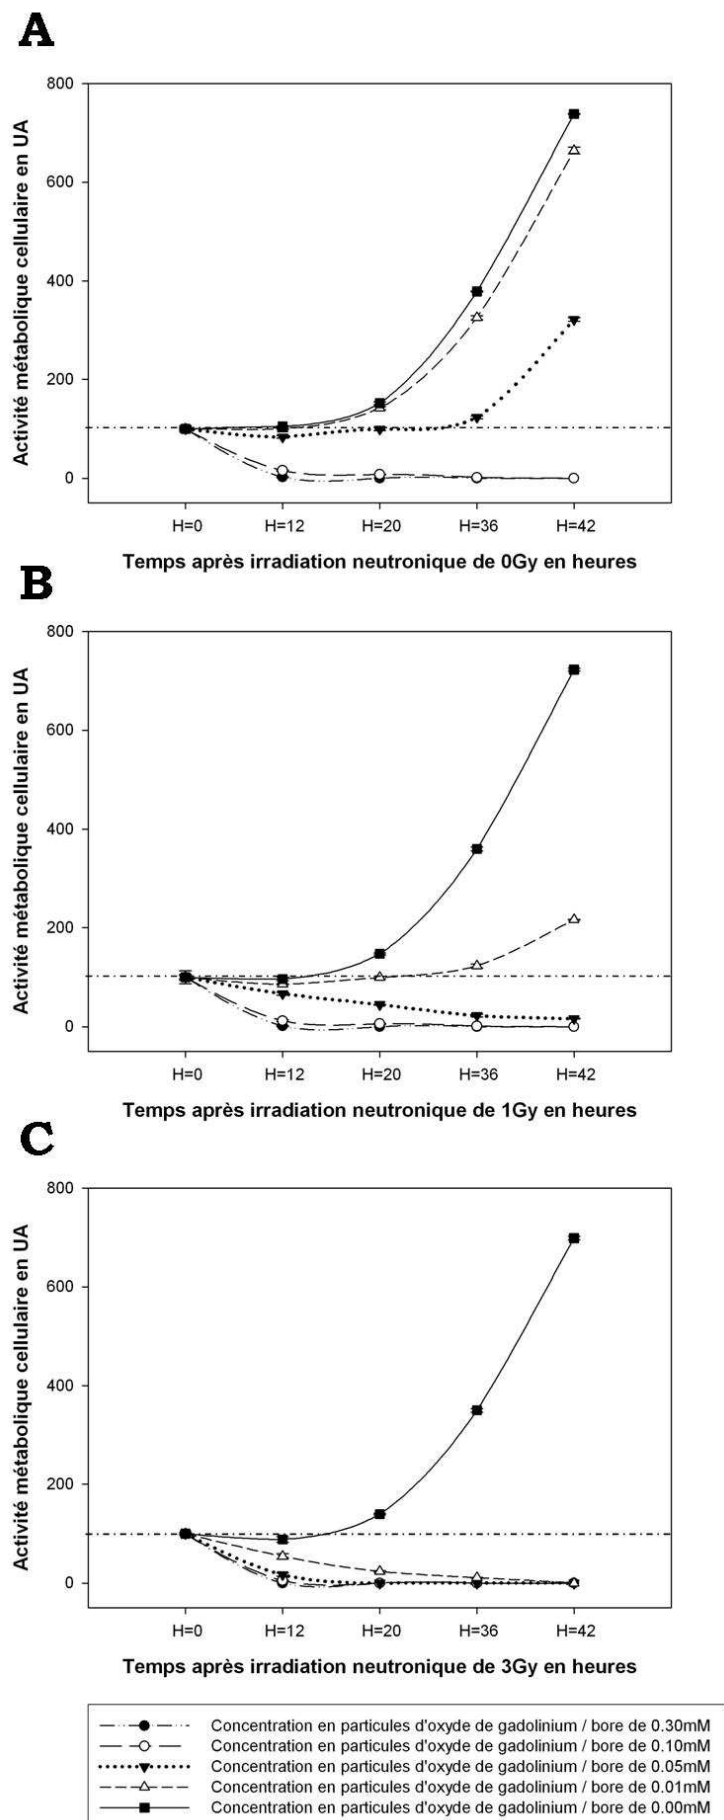 A
800
600
400
200
0
Activité métabolique cellulaire en UA
H=0 H=12 H=20 H=36 H=42
Temps après irradiation neutronique de 0Gy en heures
B
800
600
400
200
0
Activité métabolique cellulaire en UA
H=0 H=12 H=20 H=36 H=42
Temps après irradiation neutronique de 1Gy en heures
C
800
600
400
200
0
Activité métabolique cellulaire en UA
H=0 H=12 H=20 H=36 H=42
Temps après irradiation neutronique de 3Gy en heures
Concentration en particules d'oxyde de gadolinium / bore de 0.30mM
Concentration en particules d'oxyde de gadolinium / bore de 0.10mM
Concentration en particules d'oxyde de gadolinium / bore de 0.05mM
Concentration en particules d'oxyde de gadolinium / bore de 0.01mM
Concentration en particules d'oxyde de gadolinium / bore de 0.00mM